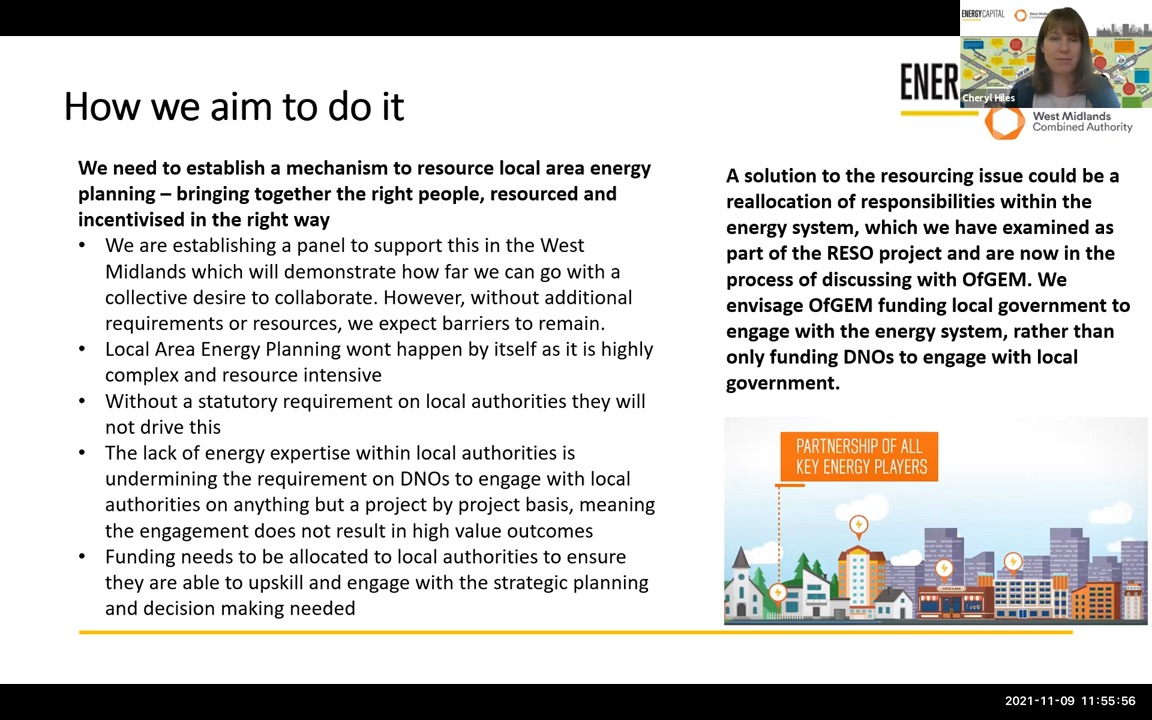 ENERGYCAPITAL
Cheryl Hiles
How we aim to do it
ENER
West Midlands
Combined Authority
We need to establish a mechanism to resource local area energy
planning – bringing together the right people, resourced and
incentivised in the right way
• We are establishing a panel to support this in the West
Midlands which will demonstrate how far we can go with a
collective desire to collaborate. However, without additional
requirements or resources, we expect barriers to remain.
• Local Area Energy Planning wont happen by itself as it is highly
complex and resource intensive
• Without a statutory requirement on local authorities they will
not drive this
• The lack of energy expertise within local authorities is
undermining the requirement on DNOs to engage with local
authorities on anything but a project by project basis, meaning
the engagement does not result in high value outcomes
• Funding needs to be allocated to local authorities to ensure
they are able to upskill and engage with the strategic planning
and decision making needed
A solution to the resourcing issue could be a
reallocation of responsibilities within the
energy system, which we have examined as
part of the RESO project and are now in the
process of discussing with OfGEM. We
envisage OfGEM funding local government to
engage with the energy system, rather than
only funding DNOs to engage with local
government.
PARTNERSHIP OF ALL
KEY ENERGY PLAYERS
2021-11-09 11:55:56